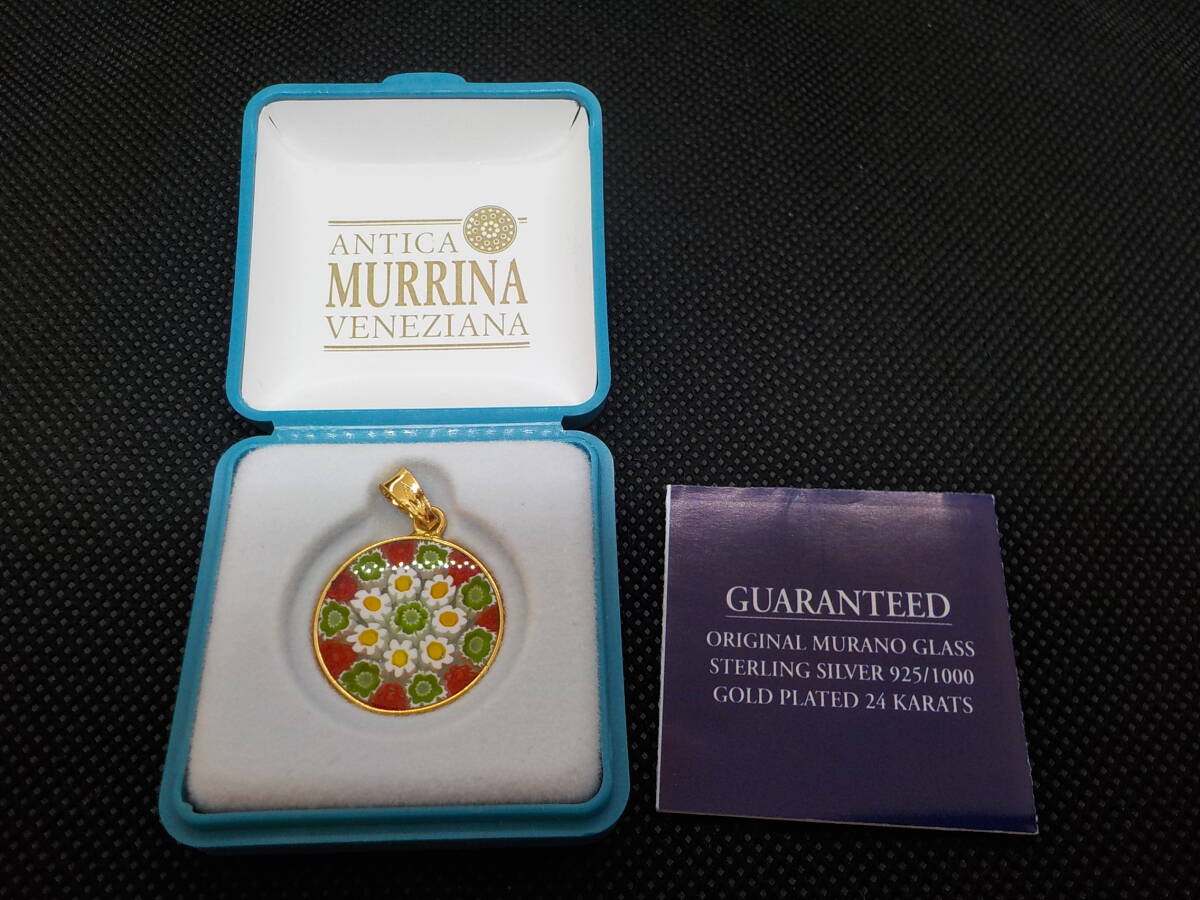 ANTICA
MURRINA
VENEZIANA
GUARANTEED
ORIGINAL MURANO GLASS
STERLING SILVER 925/1000
GOLD PLATED 24 KARATS